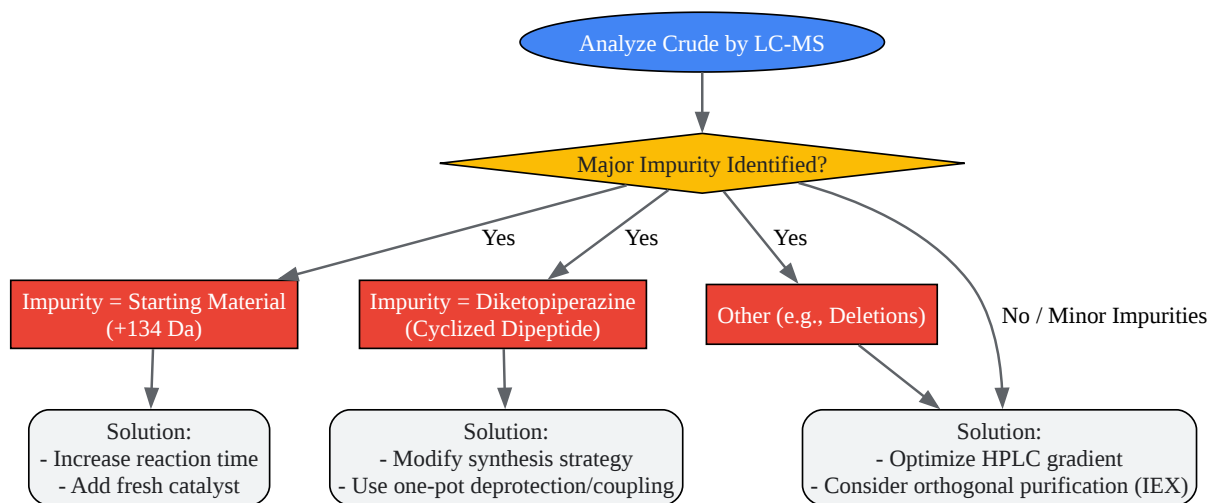 Analyze Crude by LC-MS
Major Impurity Identified?
Yes
Yes
Yes
No / Minor Impurities
Impurity = Starting Material
(+134 Da)
Impurity = Diketopiperazine
(Cyclized Dipeptide)
Other (e.g., Deletions)
Solution:
- Increase reaction time
- Add fresh catalyst
Solution:
- Modify synthesis strategy
- Use one-pot deprotection/coupling
Solution:
- Optimize HPLC gradient
- Consider orthogonal purification (IEX)